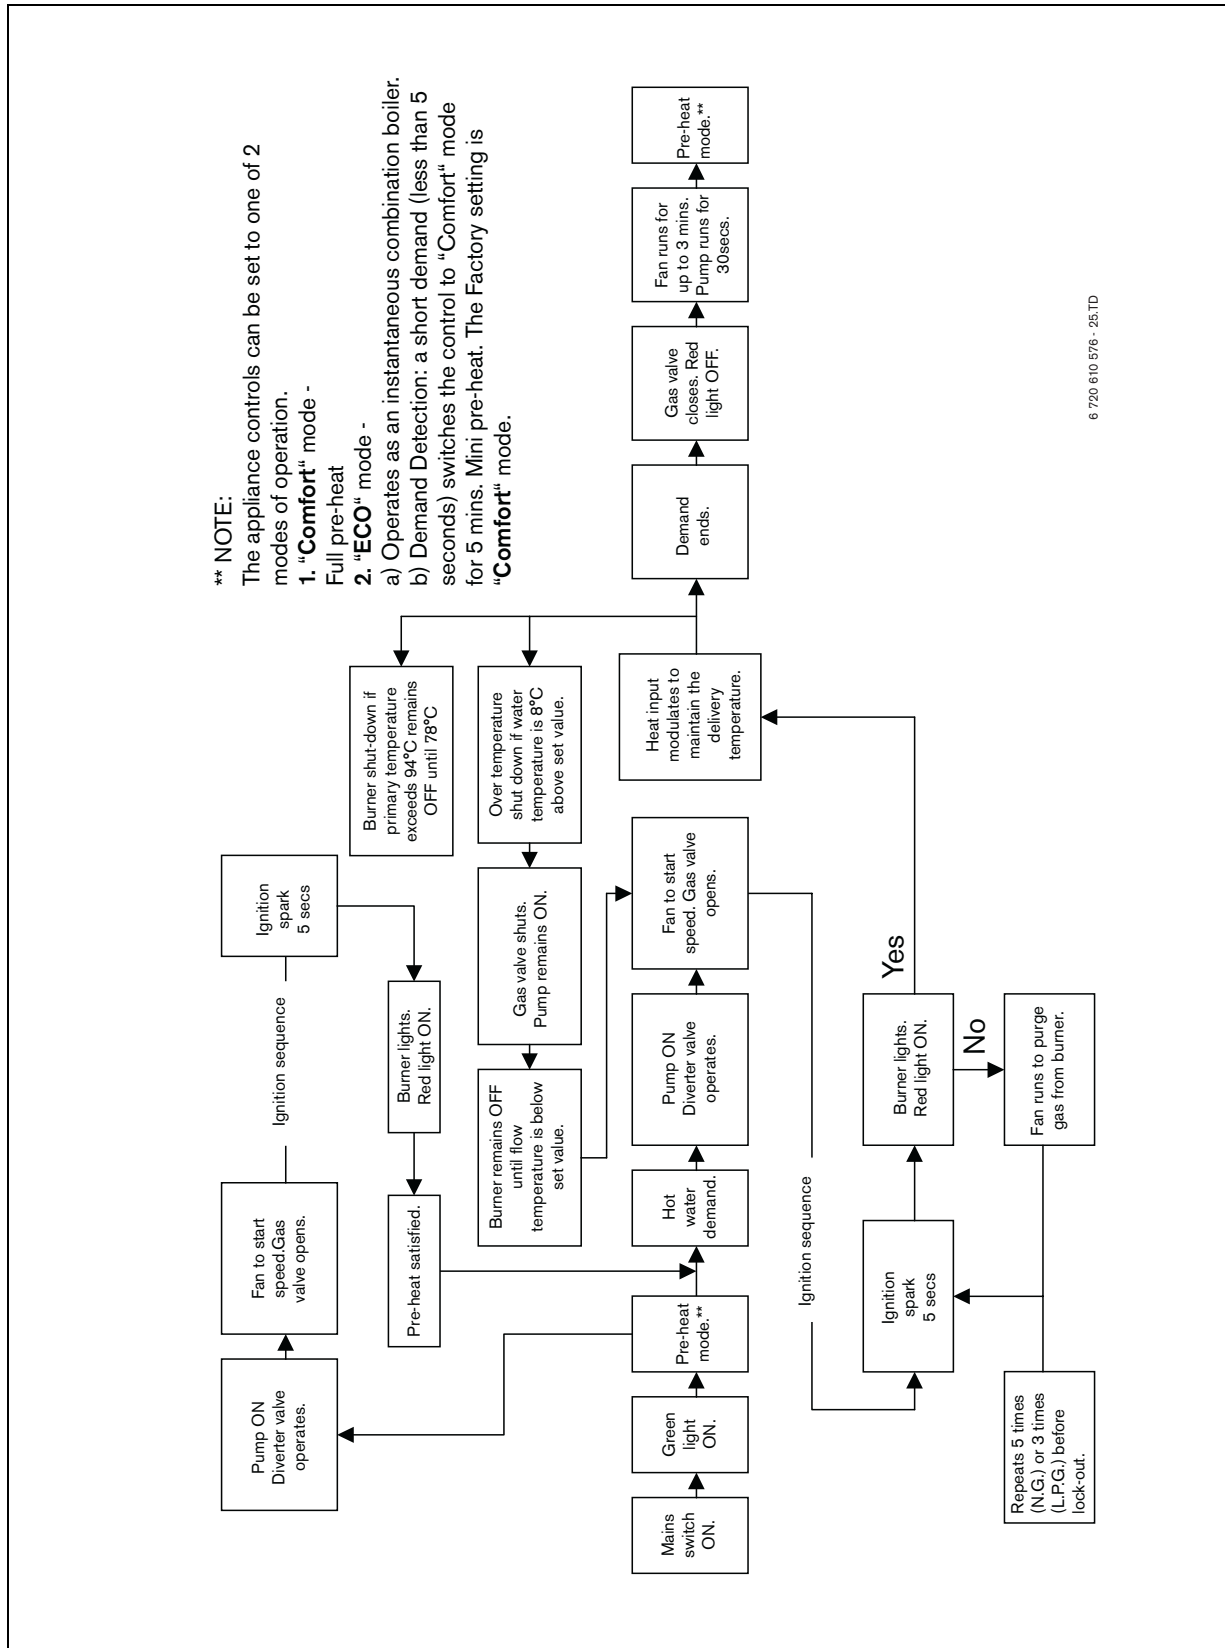 ** NOTE:
The appliance controls can be set to one of 2
modes of operation.
1. "Comfort“ mode -
Full pre-heat
2. "ECO“ mode -
a) Operates as an instantaneous combination boiler.
b) Demand Detection: a short demand (less than 5
seconds) switches the control to "Comfort“ mode
for 5 mins. Mini pre-heat. The Factory setting is
"Comfort“ mode.
Pump ON
Diverter valve
operates.
Fan to start
speed.Gas
valve opens.
Ignition sequence
Ignition
spark
5 secs
Burner lights.
Red light ON.
Pre-heat satisfied.
Burner shut-down if
primary temperature
exceeds 94°C remains
OFF until 78°C
Over temperature
shut down if water
temperature is 8°C
above set value.
Gas valve shuts.
Pump remains ON.
Burner remains OFF
until flow
temperature is below
set value.
Mains
switch
ON.
Green
light
ON.
Pre-heat
mode.**
Hot
water
demand.
Pump ON
Diverter valve
operates.
Fan to start
speed. Gas valve
opens.
Heat input
modulates to
maintain the
delivery
temperature.
Demand
ends.
Gas valve
closes. Red
light OFF.
Fan runs for
up to 3 mins.
Pump runs for
30secs.
Pre-heat
mode.**
Ignition sequence
Ignition
spark
5 secs
Burner lights.
Red light ON.
Yes
No
Fan runs to purge
gas from burner.
Repeats 5 times
(N.G.) or 3 times
(L.P.G.) before
lock-out.
6 720 610 576 - 25.TD